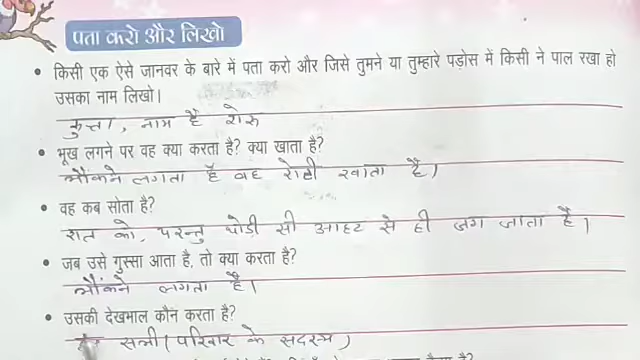 पता करो और लिखो
• किसी एक ऐसे जानवर के बारे में पता करो और जिसे तुमने या तुम्हारे पड़ोस में किसी ने पाल रखा हो
उसका नाम लिखो।
कुत्ता, नाम है शेरु
• भूख लगने पर वह क्या करता है? क्या खाता है?
भौंकने लगता है वह रोटी खाता है।
• वह कब सोता है?
रात को, परन्तु थोडी सी आहट से ही जग जाता है।
• जब उसे गुस्सा आता है, तो क्या करता है?
भौंकने लगता है।
• उसकी देखभाल कौन करता है?
सभी (परिवार के सदस्य)